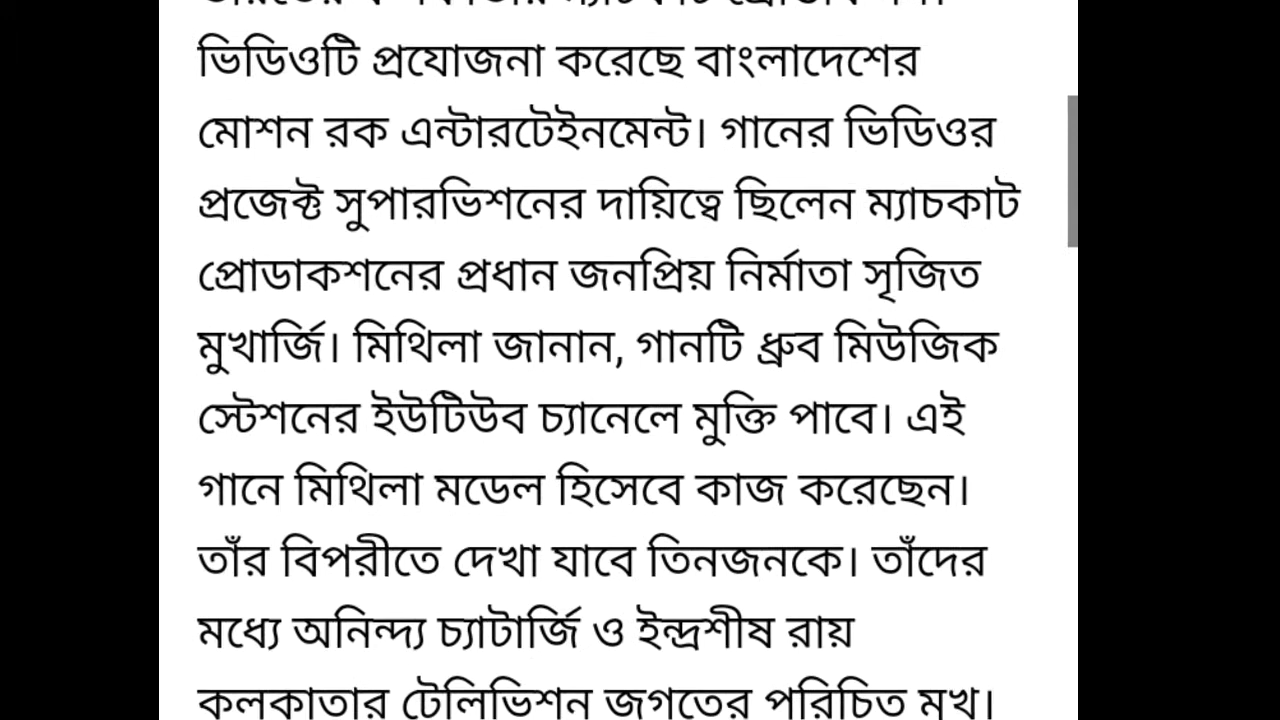 ভিডিওটি প্রযোজনা করেছে বাংলাদেশের
মোশন রক এন্টারটেইনমেন্ট। গানের ভিডিওর
প্রজেক্ট সুপারভিশনের দায়িত্বে ছিলেন ম্যাচকাট
প্রোডাকশনের প্রধান জনপ্রিয় নির্মাতা সৃজিত
মুখার্জি। মিথিলা জানান, গানটি ধ্রুব মিউজিক
স্টেশনের ইউটিউব চ্যানেলে মুক্তি পাবে। এই
গানে মিথিলা মডেল হিসেবে কাজ করেছেন।
তাঁর বিপরীতে দেখা যাবে তিনজনকে। তাঁদের
মধ্যে অনিন্দ্য চ্যাটার্জি ও ইন্দ্রশীষ রায়
কলকাতার টেলিভিশন জগতের পরিচিত মুখ।